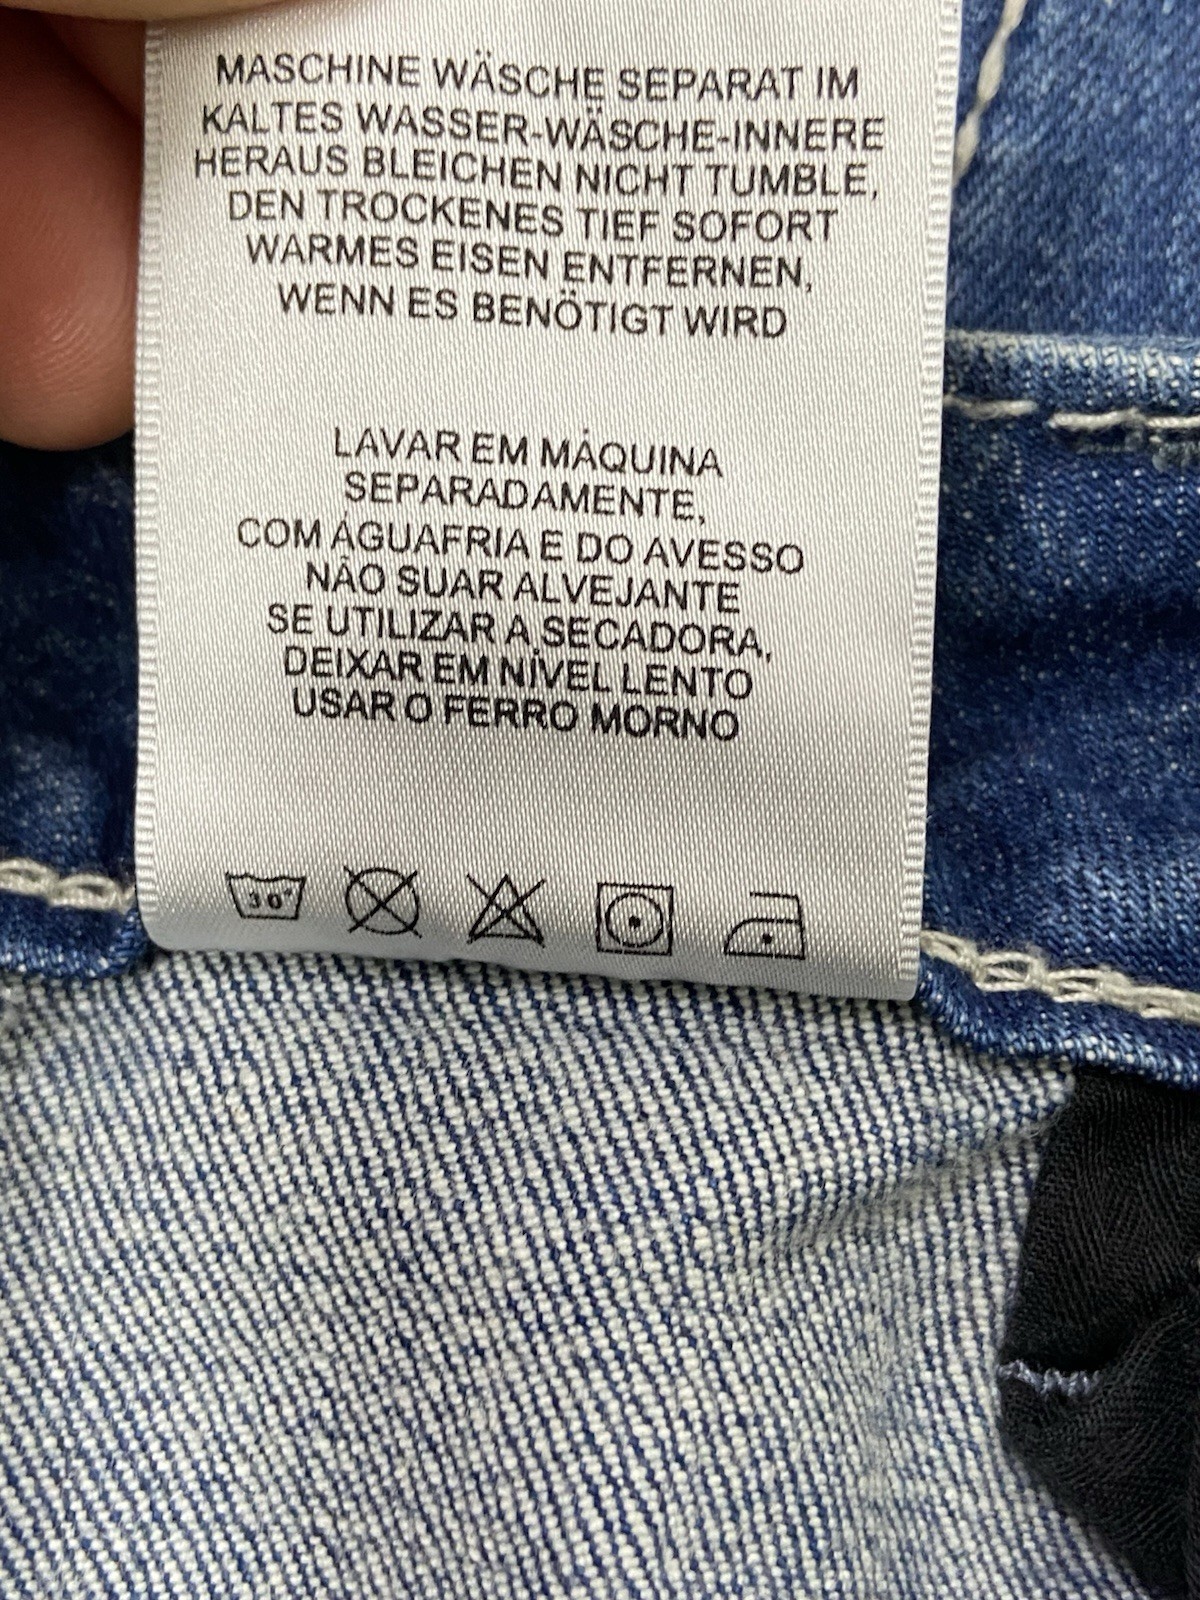 MASCHINE WÄSCHE SEPARAT IM
KALTES WASSER-WÄSCHE-INNERE
HERAUS BLEICHEN NICHT TUMBLE,
DEN TROCKENES TIEF SOFORT
WARMES EISEN ENTFERNEN,
WENN ES BENÖTIGT WIRD
LAVAR EM MÁQUINA
SEPARADAMENTE,
COM ÁGUAFRIA E DO AVESSO
NÃO SUAR ALVEJANTE
SE UTILIZAR A SECADORA,
DEIXAR EM NÍVEL LENTO
USAR O FERRO MORNO
30°